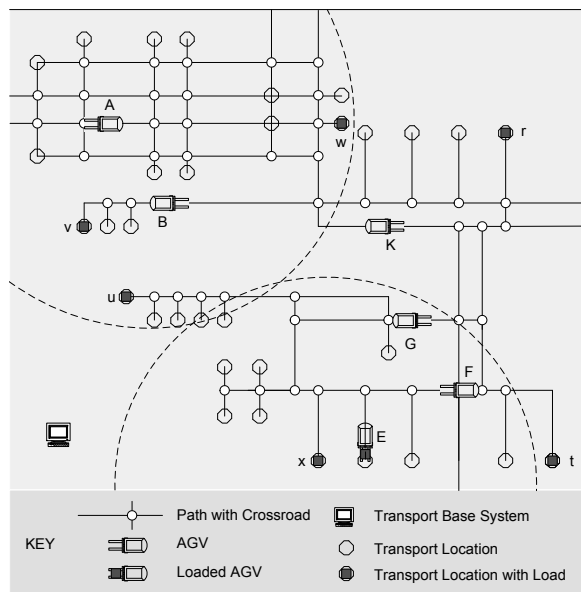 A
w
r
v
B
K
u
G
F
E
x
t
KEY
Path with Crossroad
AGV
Loaded AGV
Transport Base System
Transport Location
Transport Location with Load